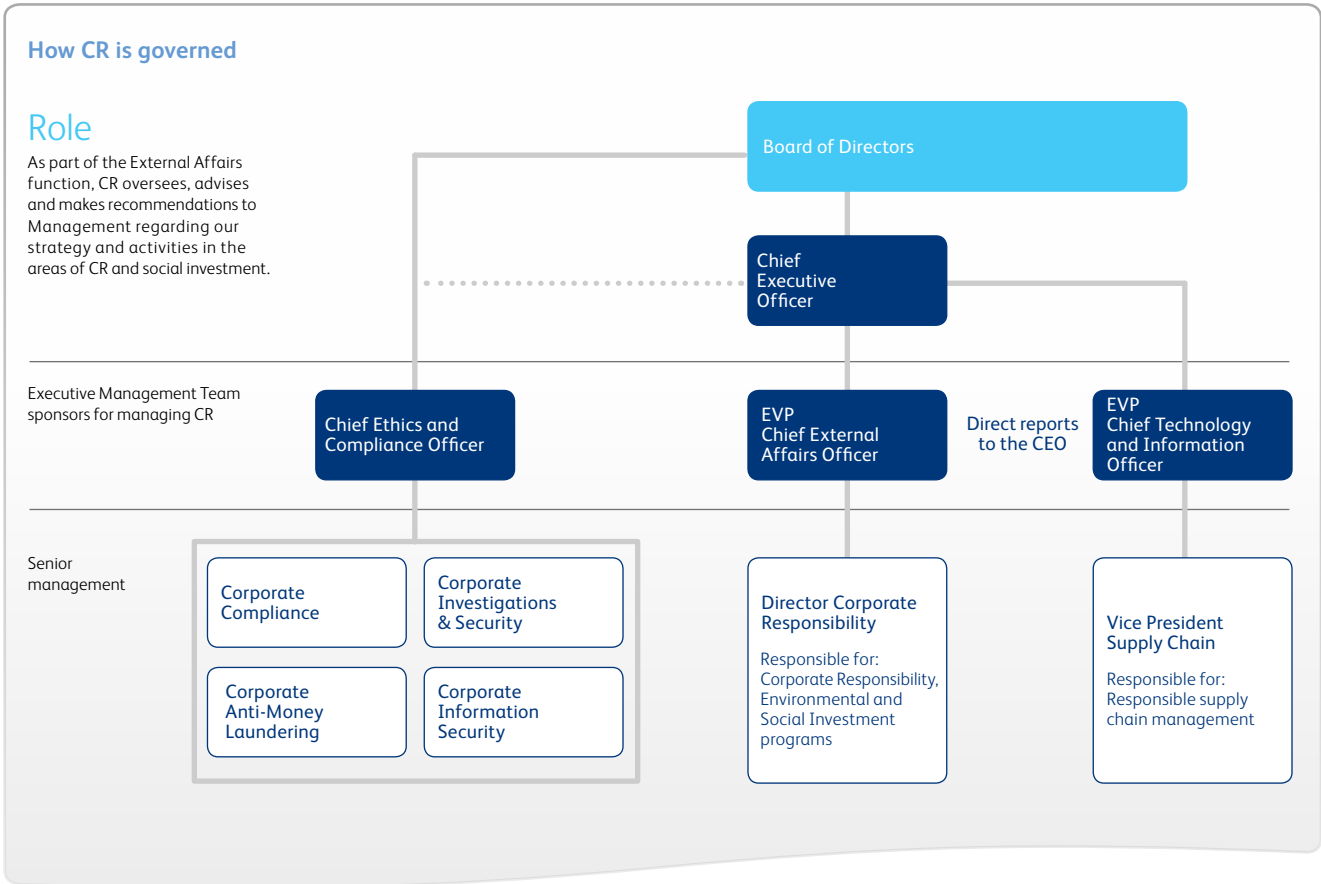 How CR is governed
Role
As part of the External Affairs
function, CR oversees, advises
and makes recommendations to
Management regarding our
strategy and activities in the
areas of CR and social investment.
Board of Directors
Chief
Executive
Officer
Executive Management Team
sponsors for managing CR
Chief Ethics and
Compliance Officer
EVP
Chief External
Affairs Officer
Direct reports
to the CEO
EVP
Chief Technology
and Information
Officer
Senior
management
Corporate
Compliance
Corporate
Investigations
& Security
Corporate
Anti-Money
Laundering
Corporate
Information
Security
Director Corporate
Responsibility
Responsible for:
Corporate Responsibility,
Environmental and
Social Investment
programs
Vice President
Supply Chain
Responsible for:
Responsible supply
chain management